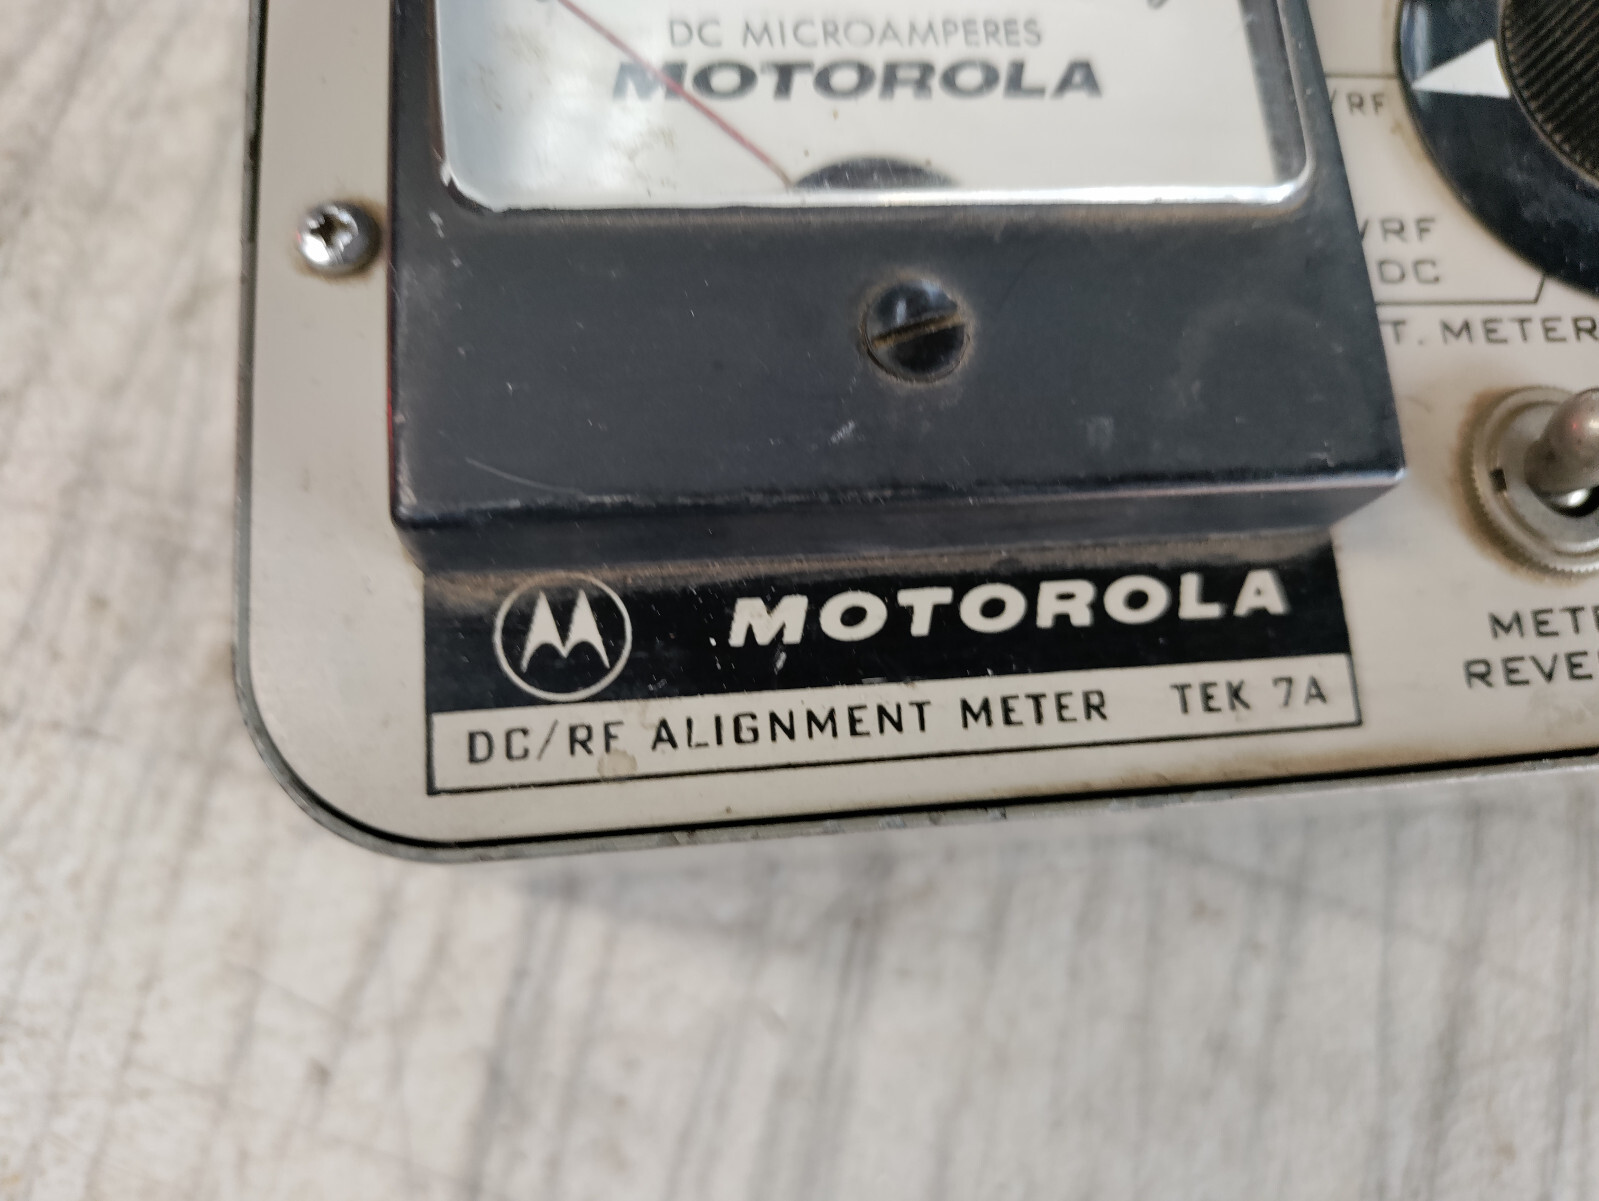 DC MICROAMPERES
MOTOROLA
RF
/RF
DC
T. METER
MOTOROLA
DC/RF ALIGNMENT METER TEK 7A
METE
REVE